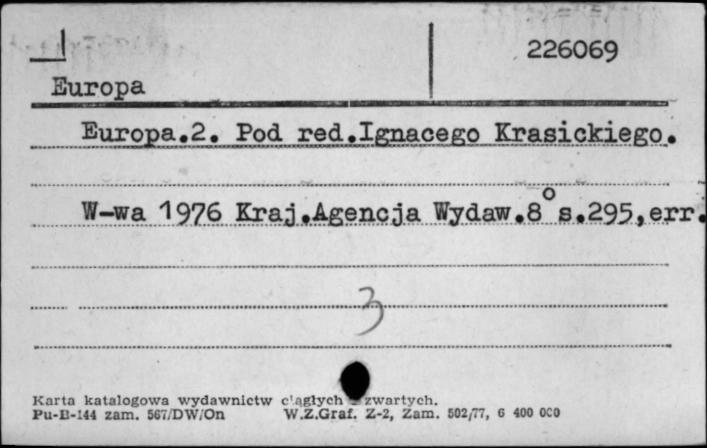 226069
Europa
Europa.2. Pod red.Ignacego Krasickiego.
W-wa 1976 Kraj.Agencja Wydaw.8° s.295,err.
3
Karta katalogowa wydawnictw ciągłych zwartych.
Pu-B-144 zam. 567/DW/On W.Z.Graf. Z-2, Zam. 502/77, 6 400 000